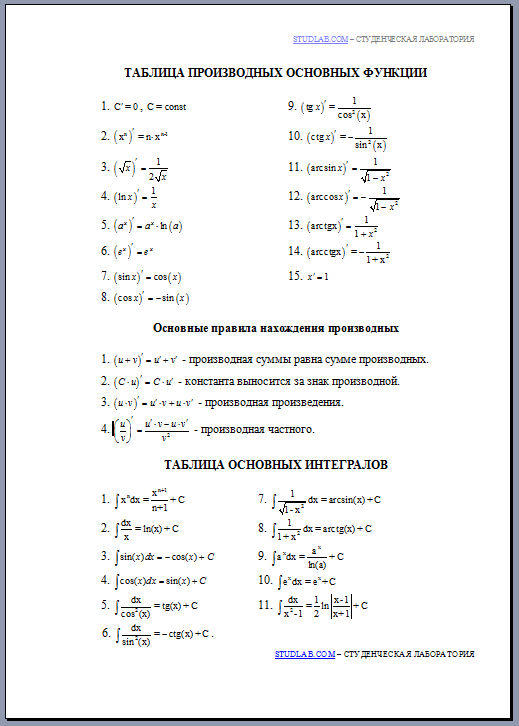 STUDLAB.COM – СТУДЕНЧЕСКАЯ ЛАБОРАТОРИЯ
ТАБЛИЦА ПРОИЗВОДНЫХ ОСНОВНЫХ ФУНКЦИИ
1. C′ = 0 , C = const
2. (xⁿ)′ = n·xⁿ⁻¹
3. (√x)′ = 1/(2√x)
4. (ln x)′ = 1/x
5. (aˣ)′ = aˣ · ln(a)
6. (eˣ)′ = eˣ
7. (sin x)′ = cos(x)
8. (cos x)′ = −sin(x)
9. (tg x)′ = 1/cos²(x)
10. (ctg x)′ = −1/sin²(x)
11. (arcsin x)′ = 1/√(1 − x²)
12. (arccos x)′ = −1/√(1 − x²)
13. (arctgx)′ = 1/(1 + x²)
14. (arcctgx)′ = −1/(1 + x²)
15. x′ = 1
Основные правила нахождения производных
1. (u + v)′ = u′ + v′ - производная суммы равна сумме производных.
2. (C · u)′ = C · u′ - константа выносится за знак производной.
3. (u · v)′ = u′ · v + u · v′ - производная произведения.
4. (u/v)′ = (u′ · v − u · v′)/v² - производная частного.
ТАБЛИЦА ОСНОВНЫХ ИНТЕГРАЛОВ
1. ∫xⁿdx = xⁿ⁺¹/(n+1) + C
2. ∫dx/x = ln(x) + C
3. ∫sin(x)dx = −cos(x) + C
4. ∫cos(x)dx = sin(x) + C
5. ∫dx/cos²(x) = tg(x) + C
6. ∫dx/sin²(x) = −ctg(x) + C .
7. ∫1/√(1-x²) dx = arcsin(x) + C
8. ∫1/(1+x²) dx = arctg(x) + C
9. ∫aˣdx = aˣ/ln(a) + C
10. ∫eˣdx = eˣ + C
11. ∫dx/(x²-1) = 1/2 ln|(x-1)/(x+1)| + C
STUDLAB.COM – СТУДЕНЧЕСКАЯ ЛАБОРАТОРИЯ